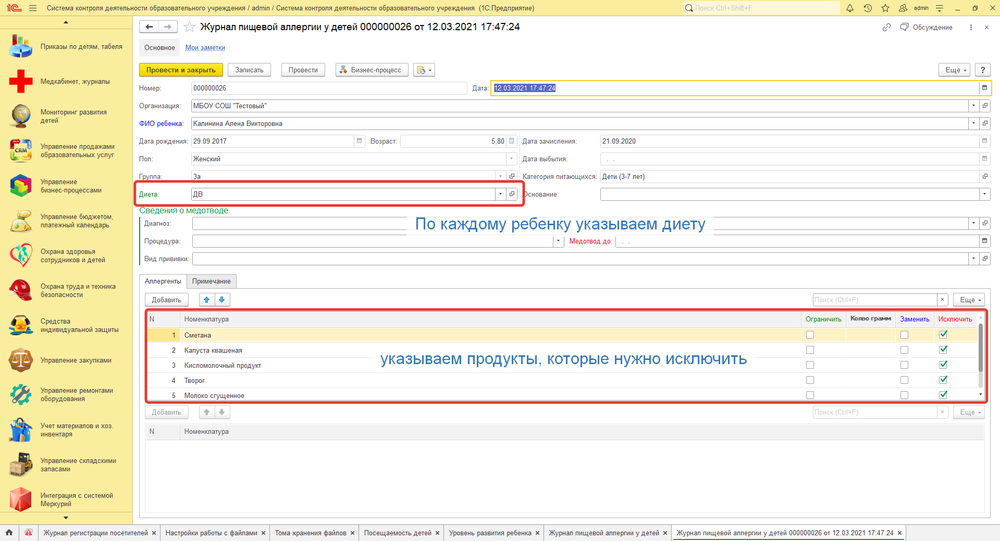 1С Система контроля деятельности образовательного учреждения / admin / Система контроля деятельности образовательного учреждения (1С:Предприятие) Поиск Ctrl+Shift+F admin
Приказы по детям, табеля
Медкабинет, журналы
Мониторинг развития
детей
SALES
CRM
Управление продажами
образовательных услуг
Управление
бизнес-процессами
Управление бюджетом,
платежный календарь
Охрана здоровья
сотрудников и детей
Охрана труда и техника
безопасности
Средства
индивидуальной защиты
Управление закупками
Управление ремонтами
оборудования
Учет материалов и хоз.
инвентаря
Управление складскими
запасами
Интеграция с системой
Меркурий
Журнал пищевой аллергии у детей 000000026 от 12.03.2021 17:47:24 Обсуждение
Основное Мои заметки
Провести и закрыть Записать Провести Бизнес-процесс Еще ?
Номер: 000000026 Дата: 12.03.2021 17:47:24
Организация: МБОУ СОШ "Тестовый"
ФИО ребенка: Калинина Алена Викторовна
Дата рождения: 29.09.2017 Возраст: 5,80 Дата зачисления: 21.09.2020
Пол: Женский Дата выбытия: . .
Группа: 3а Категория питающихся: Дети (3-7 лет)
Диета: ДВ Основание:
Сведения о медотводе
Диагноз: По каждому ребенку указываем диету
Процедура: Медотвод до: . .
Вид прививки:
Аллергенты Примечание
Добавить Поиск (Ctrl+F) × Еще
N Номенклатура Ограничить Колво грамм Заменить Исключить
1 Сметана
2 Капуста квашеная
указываем продукты, которые нужно исключить
3 Кисломолочный продукт
4 Творог
5 Молоко сгущенное
Добавить Поиск (Ctrl+F) × Еще
N Номенклатура
Журнал регистрации посетителей × Настройки работы с файлами × Тома хранения файлов × Посещаемость детей × Уровень развития ребенка × Журнал пищевой аллергии у детей × Журнал пищевой аллергии у детей 000000026 от 12.03.2021 17:47:24 ×